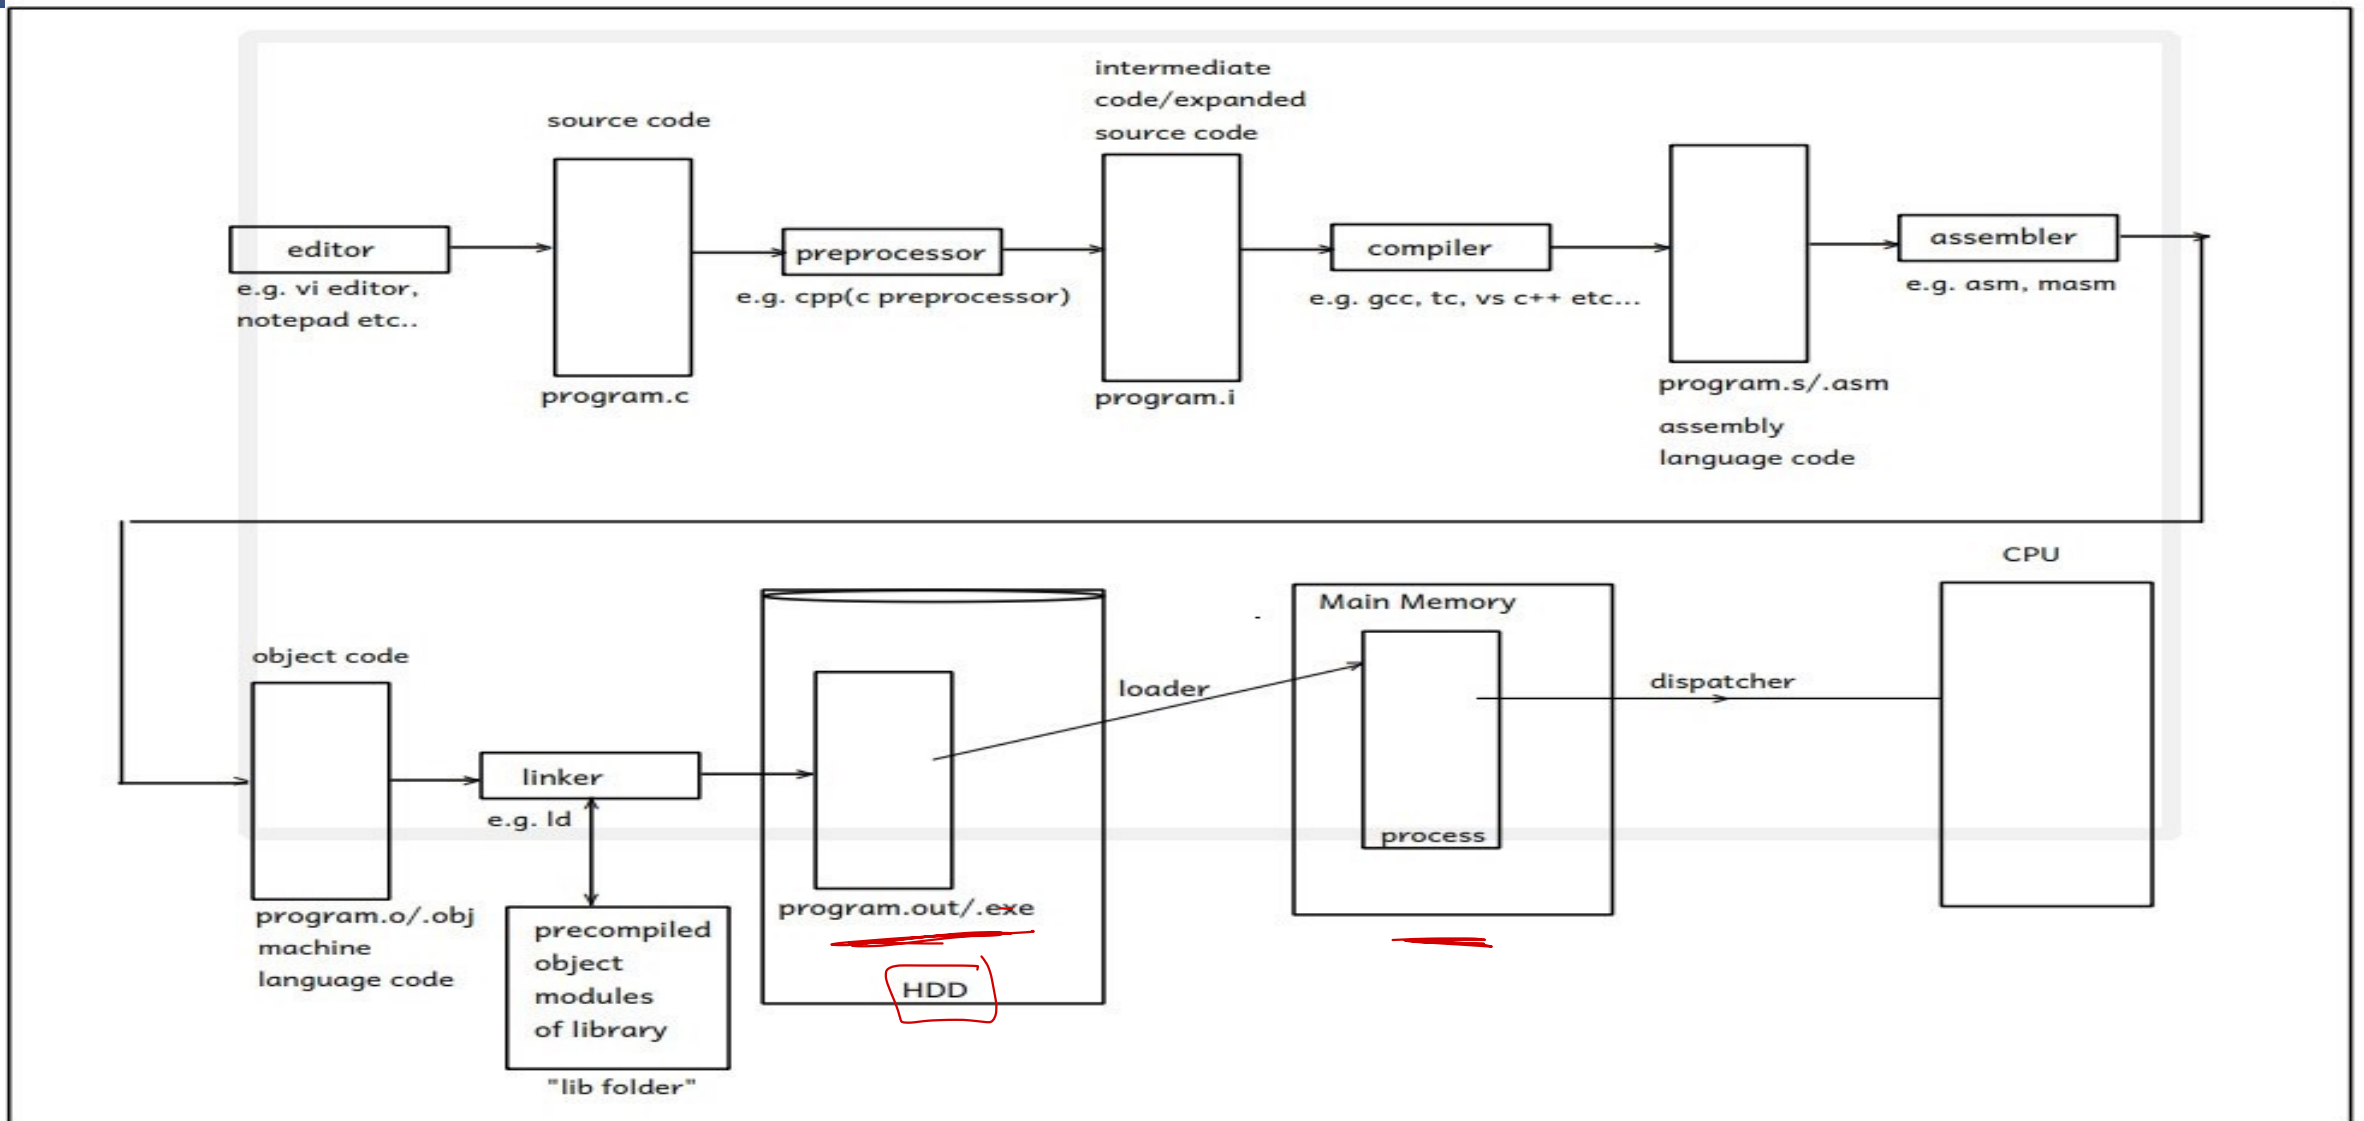 intermediate
code/expanded
source code
source code
editor
preprocessor
compiler
assembler
e.g. vi editor,
notepad etc..
e.g. cpp(c preprocessor)
e.g. gcc, tc, vs c++ etc...
e.g. asm, masm
program.c
program.i
program.s/.asm
assembly
language code
CPU
Main Memory
object code
loader
dispatcher
linker
e.g. ld
process
program.o/.obj
machine
language code
precompiled
object
modules
of library
"lib folder"
program.out/.exe
HDD